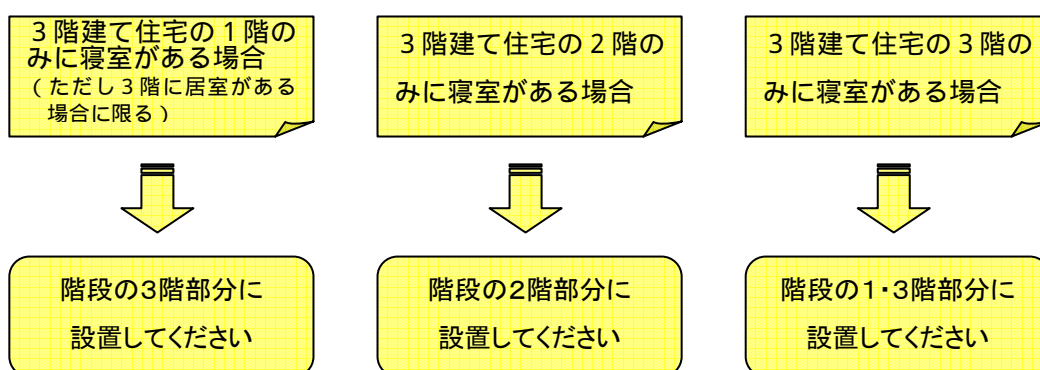 3階建て住宅の1階の
みに寝室がある場合
(ただし3階に居室がある
場合に限る)
3階建て住宅の2階の
みに寝室がある場合
3階建て住宅の3階の
みに寝室がある場合
階段の3階部分に
設置してください
階段の2階部分に
設置してください
階段の1・3階部分に
設置してください